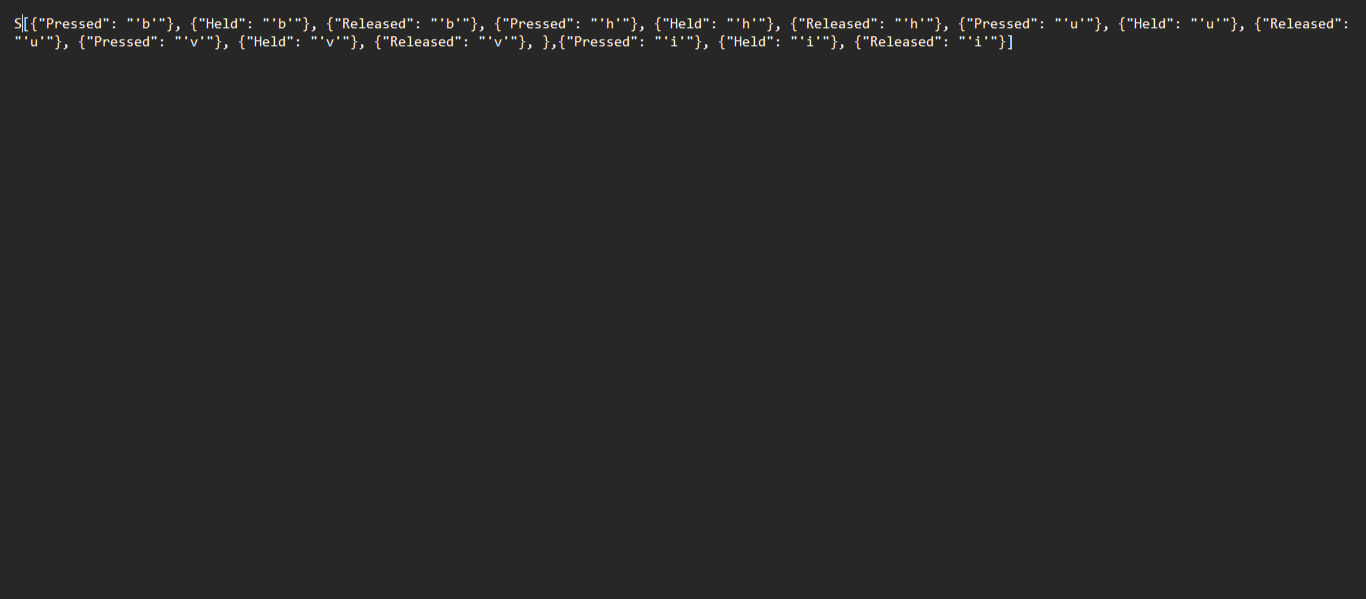 S[{"Pressed": "'b'"}, {"Held": "'b'"}, {"Released": "'b'"}, {"Pressed": "'h'"}, {"Held": "'h'"}, {"Released": "'h'"}, {"Pressed": "'u'"}, {"Held": "'u'"}, {"Released":
"'u'"}, {"Pressed": "'v'"}, {"Held": "'v'"}, {"Released": "'v'"}, },{"Pressed": "'i'"}, {"Held": "'i'"}, {"Released": "'i'"}]